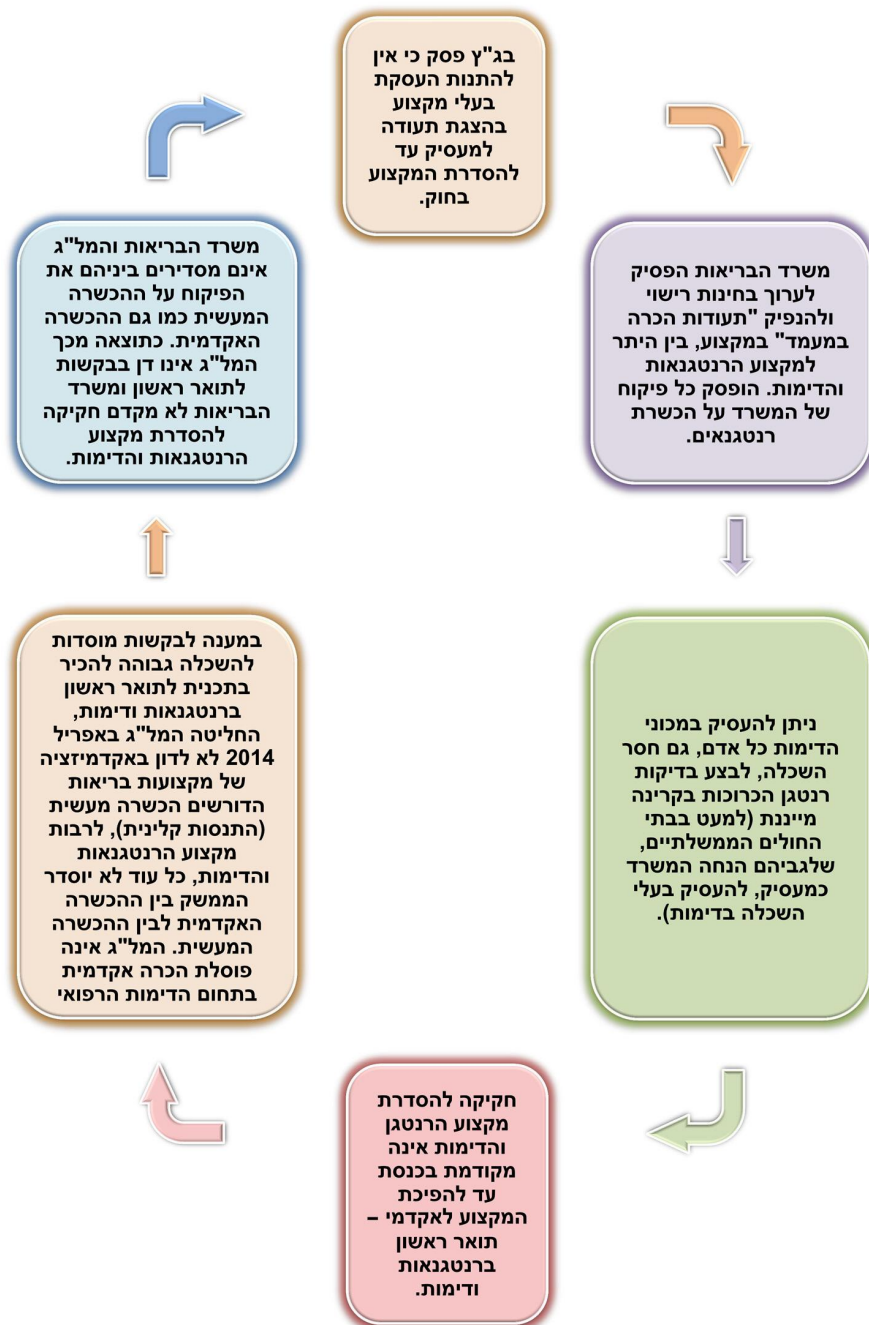 בג"ץ פסק כי אין
להתנות העסקת
בעלי מקצוע
בהצגת תעודה
למעסיק עד
להסדרת המקצוע
בחוק.
משרד הבריאות הפסיק
לערוך בחינות רישוי
ולהנפיק "תעודות הכרה
במעמד" במקצוע, בין היתר
למקצוע הרנטגנאות
והדימות. הופסק כל פיקוח
של המשרד על הכשרת
רנטגנאים.
ניתן להעסיק במכוני
הדימות כל אדם, גם חסר
השכלה, לבצע בדיקות
רנטגן הכרוכות בקרינה
מייננת (למעט בבתי
החולים הממשלתיים,
שלגביהם הנחה המשרד
כמעסיק, להעסיק בעלי
השכלה בדימות).
חקיקה להסדרת
מקצוע הרנטגן
והדימות אינה
מקודמת בכנסת
עד להפיכת
המקצוע לאקדמי –
תואר ראשון
ברנטגנאות
ודימות.
במענה לבקשות מוסדות
להשכלה גבוהה להכיר
בתכנית לתואר ראשון
ברנטגנאות ודימות,
החליטה המל"ג באפריל
2014 לא לדון באקדמיזציה
של מקצועות בריאות
הדורשים הכשרה מעשית
(התנסות קלינית), לרבות
מקצוע הרנטגנאות
והדימות, כל עוד לא יוסדר
הממשק בין ההכשרה
האקדמית לבין ההכשרה
המעשית. המל"ג אינה
פוסלת הכרה אקדמית
בתחום הדימות הרפואי
משרד הבריאות והמל"ג
אינם מסדירים ביניהם את
הפיקוח על ההכשרה
המעשית כמו גם ההכשרה
האקדמית. כתוצאה מכך
המל"ג אינו דן בבקשות
לתואר ראשון ומשרד
הבריאות לא מקדם חקיקה
להסדרת מקצוע
הרנטגנאות והדימות.